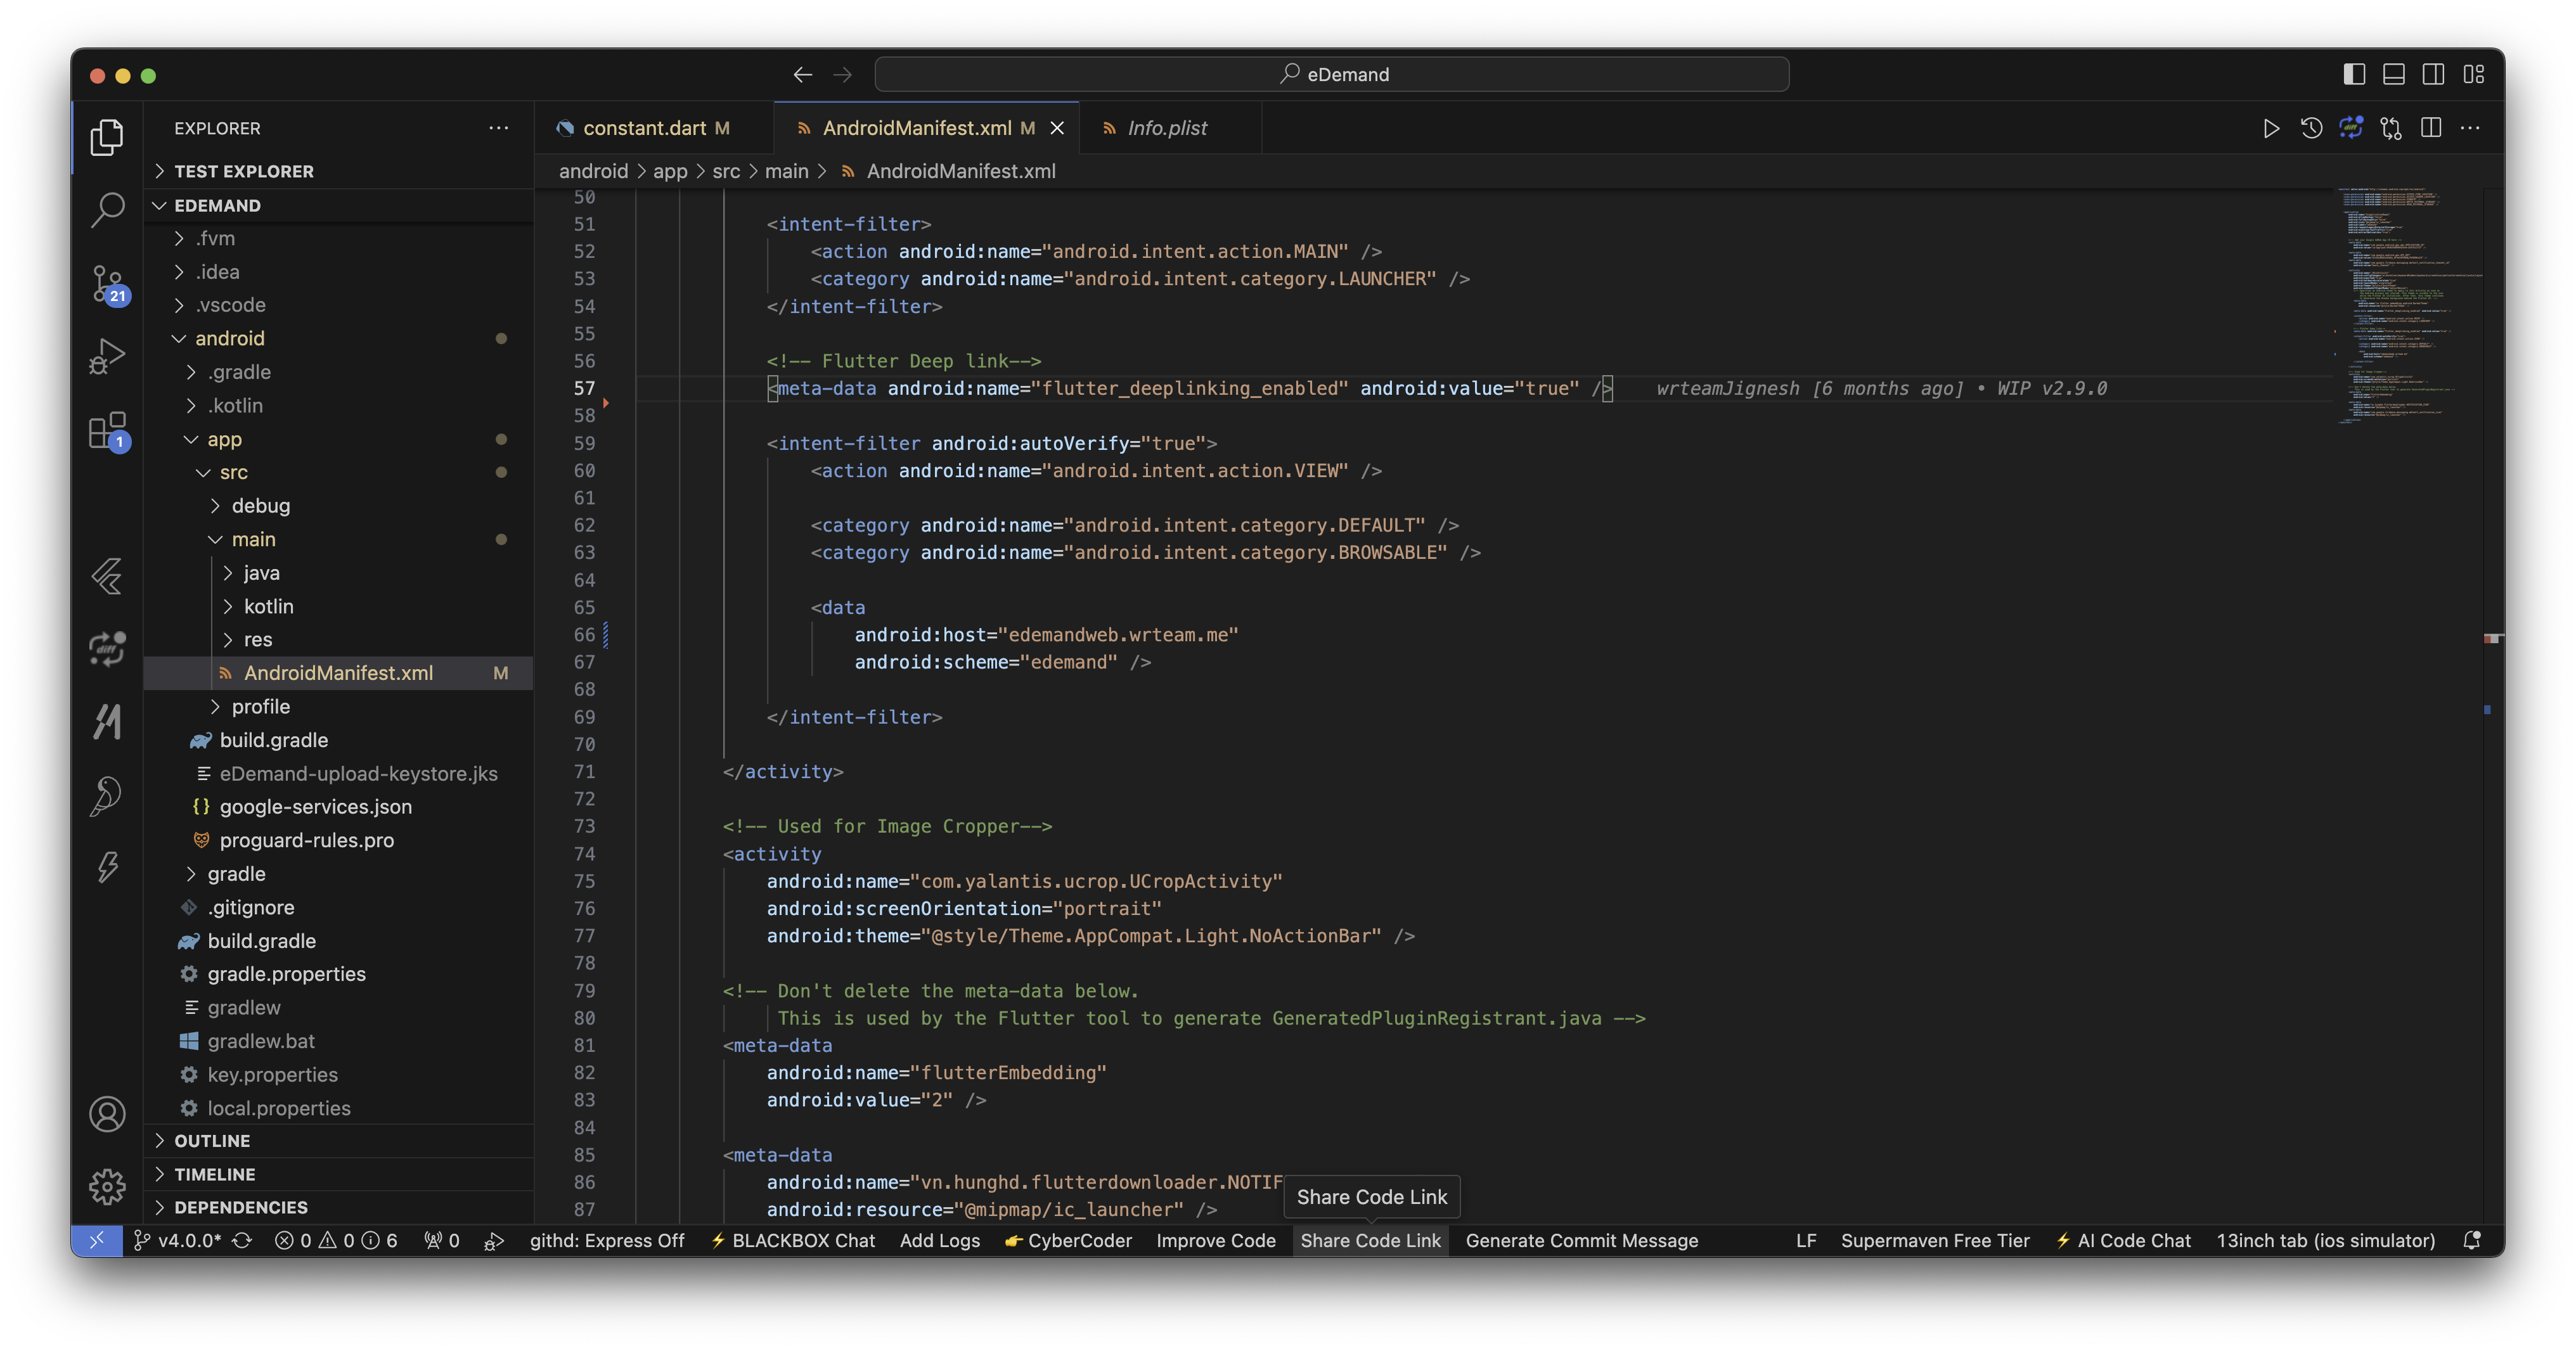 eDemand
EXPLORER
TEST EXPLORER
EDEMAND
.fvm
.idea
.vscode
android
.gradle
.kotlin
app
src
debug
main
java
kotlin
res
AndroidManifest.xml M
profile
build.gradle
eDemand-upload-keystore.jks
google-services.json
proguard-rules.pro
gradle
.gitignore
build.gradle
gradle.properties
gradlew
gradlew.bat
key.properties
local.properties
OUTLINE
TIMELINE
DEPENDENCIES
21
1
constant.dart M
AndroidManifest.xml M
Info.plist
android > app > src > main > AndroidManifest.xml
50
51 <intent-filter>
52 <action android:name="android.intent.action.MAIN" />
53 <category android:name="android.intent.category.LAUNCHER" />
54 </intent-filter>
55
56 <!-- Flutter Deep link-->
57 <meta-data android:name="flutter_deeplinking_enabled" android:value="true" /> wrteamJignesh [6 months ago] • WIP v2.9.0
58
59 <intent-filter android:autoVerify="true">
60 <action android:name="android.intent.action.VIEW" />
61
62 <category android:name="android.intent.category.DEFAULT" />
63 <category android:name="android.intent.category.BROWSABLE" />
64
65 <data
66 android:host="edemandweb.wrteam.me"
67 android:scheme="edemand" />
68
69 </intent-filter>
70
71 </activity>
72
73 <!-- Used for Image Cropper-->
74 <activity
75 android:name="com.yalantis.ucrop.UCropActivity"
76 android:screenOrientation="portrait"
77 android:theme="@style/Theme.AppCompat.Light.NoActionBar" />
78
79 <!-- Don't delete the meta-data below.
80 This is used by the Flutter tool to generate GeneratedPluginRegistrant.java -->
81 <meta-data
82 android:name="flutterEmbedding"
83 android:value="2" />
84
85 <meta-data
86 android:name="vn.hunghd.flutterdownloader.NOTIF
87 android:resource="@mipmap/ic_launcher" />
Share Code Link
v4.0.0* 0 0 6 0 githd: Express Off BLACKBOX Chat Add Logs 👉 CyberCoder Improve Code Share Code Link Generate Commit Message LF Supermaven Free Tier AI Code Chat 13inch tab (ios simulator)